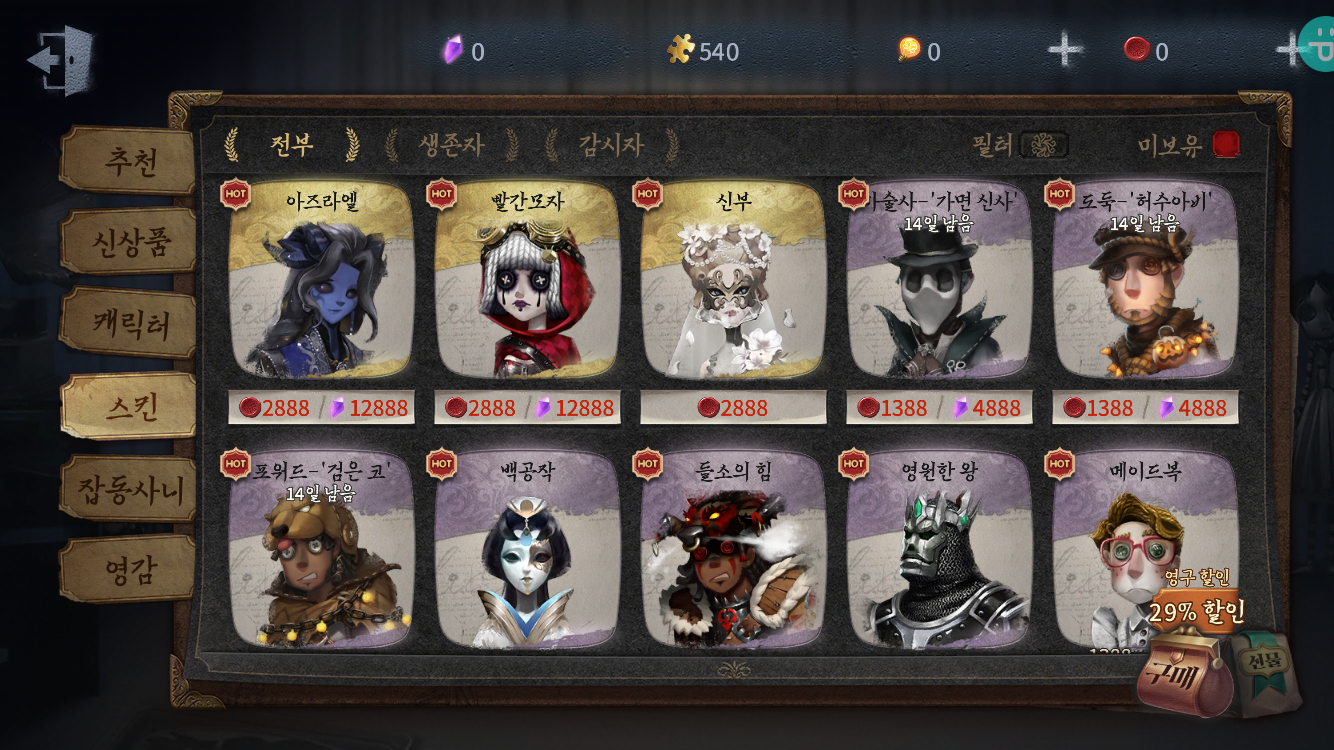 0
540
0
0
추천
신상품
캐릭터
스킨
잡동사니
영감
전부
생존자
감시자
필터
미보유
HOT
아즈라엘
2888 / 12888
HOT
빨간모자
2888 / 12888
HOT
신부
2888
HOT
술사-'가면 신사'
14일 남음
1388 / 4888
HOT
도둑-'허수아비'
14일 남음
1388 / 4888
HOT
포워드-'검은 코'
14일 남음
HOT
백공작
HOT
들소의 힘
HOT
영원한 왕
HOT
메이드복
영구 할인
29% 할인
구매
선물